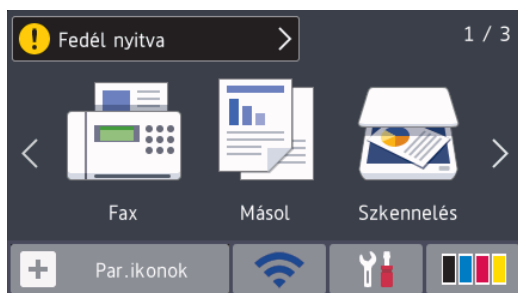 Fedél nyitva
1 / 3
Fax
Másol
Szkennelés
Par.ikonok